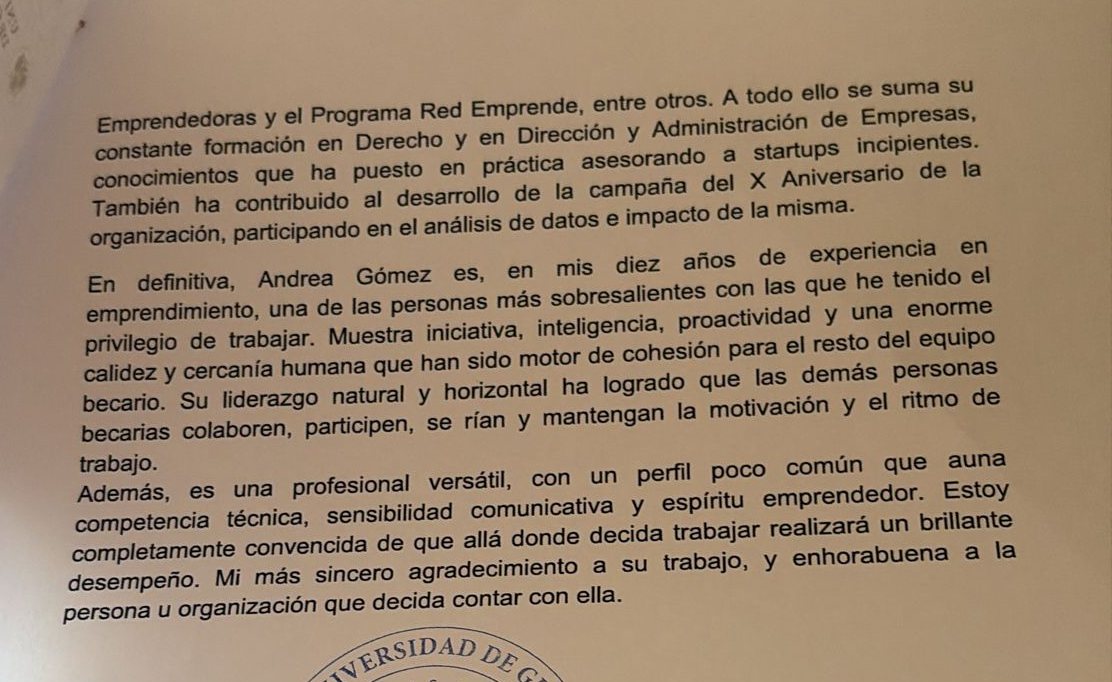 Emprendedoras y el Programa Red Emprende, entre otros. A todo ello se suma su
constante formación en Derecho y en Dirección y Administración de Empresas,
conocimientos que ha puesto en práctica asesorando a startups incipientes.
También ha contribuido al desarrollo de la campaña del X Aniversario de la
organización, participando en el análisis de datos e impacto de la misma.
En definitiva, Andrea Gómez es, en mis diez años de experiencia en
emprendimiento, una de las personas más sobresalientes con las que he tenido el
privilegio de trabajar. Muestra iniciativa, inteligencia, proactividad y una enorme
calidez y cercanía humana que han sido motor de cohesión para el resto del equipo
becario. Su liderazgo natural y horizontal ha logrado que las demás personas
becarias colaboren, participen, se rían y mantengan la motivación y el ritmo de
trabajo.
Además, es una profesional versátil, con un perfil poco común que auna
competencia técnica, sensibilidad comunicativa y espíritu emprendedor. Estoy
completamente convencida de que allá donde decida trabajar realizará un brillante
desempeño. Mi más sincero agradecimiento a su trabajo, y enhorabuena a la
persona u organización que decida contar con ella.
IVERSIDAD DE G